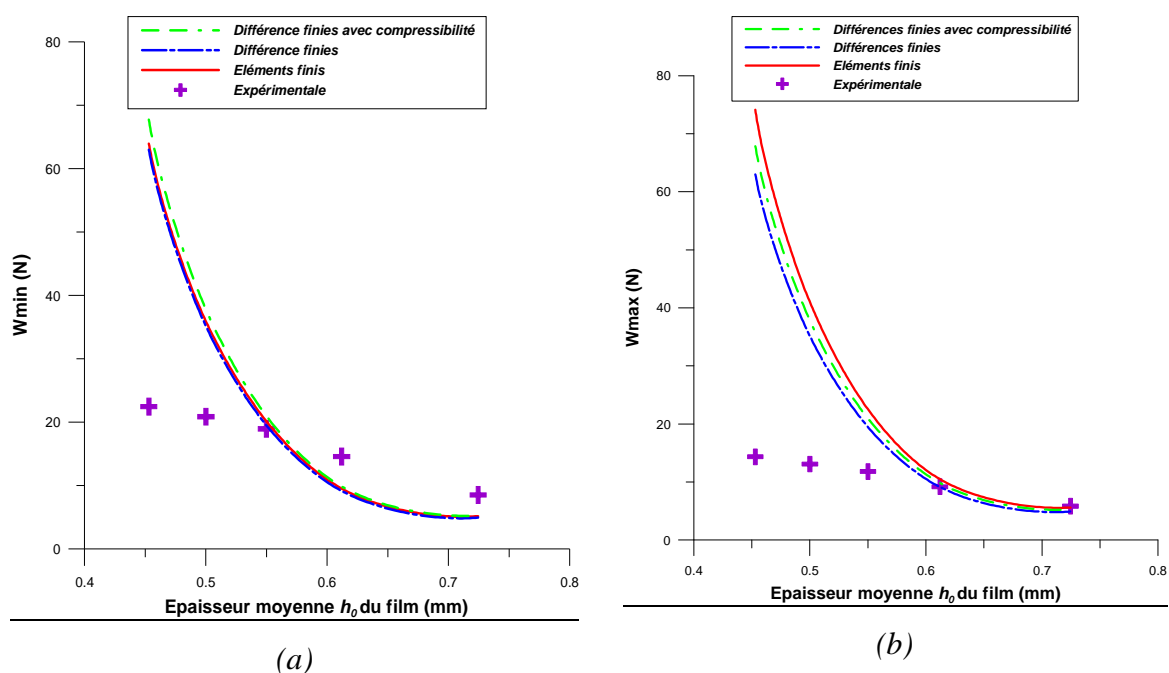 Différence finies avec compressibilité
Différence finies
Eléments finis
Expérimentale
80
60
40
20
0
Wmin (N)
0.4
0.5
0.6
0.7
0.8
Epaisseur moyenne h0 du film (mm)
(a)
Différences finies avec compressibilité
Différences finies
Eléments finis
Expérimentale
80
60
40
20
0
Wmax (N)
0.4
0.5
0.6
0.7
0.8
Epaisseur moyenne h0 du film (mm)
(b)